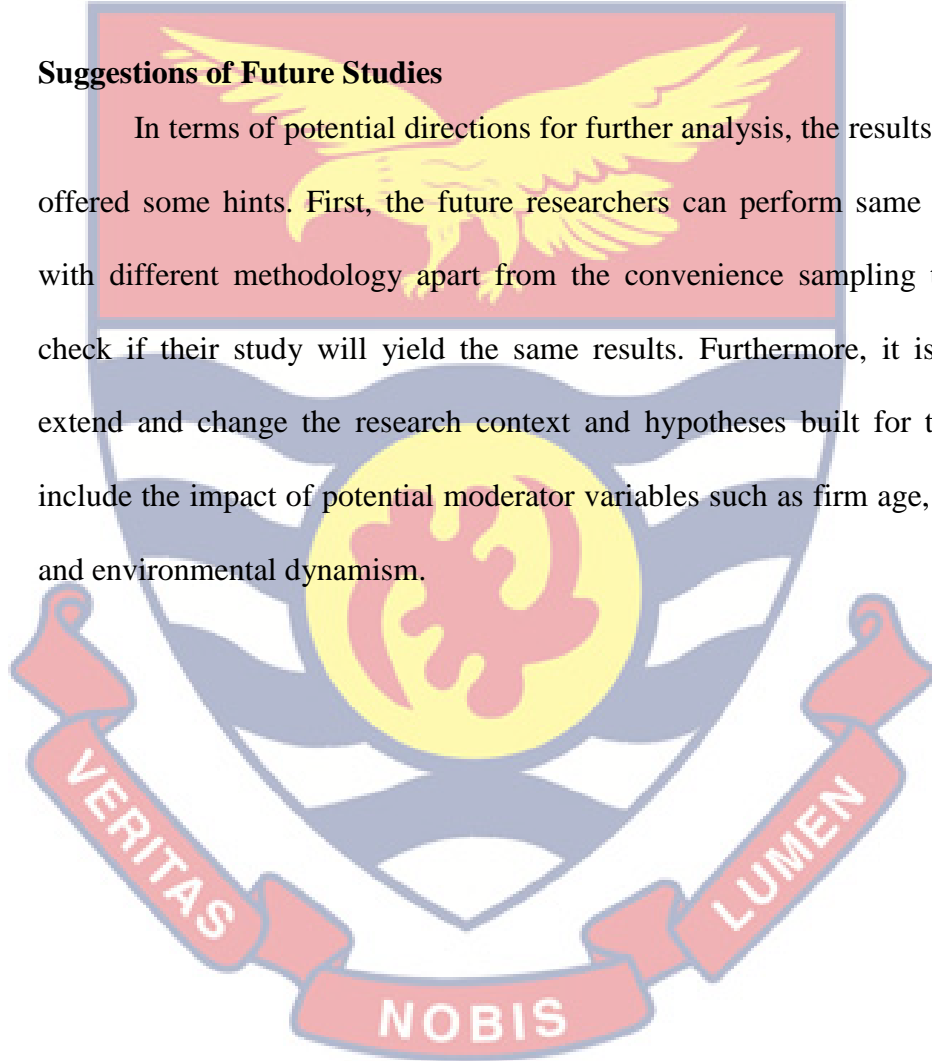 Suggestions of Future Studies
In terms of potential directions for further analysis, the results
offered some hints. First, the future researchers can perform same
with different methodology apart from the convenience sampling
check if their study will yield the same results. Furthermore, it is
extend and change the research context and hypotheses built for
include the impact of potential moderator variables such as firm age,
and environmental dynamism.
VERITAS
NOBIS
LUMEN